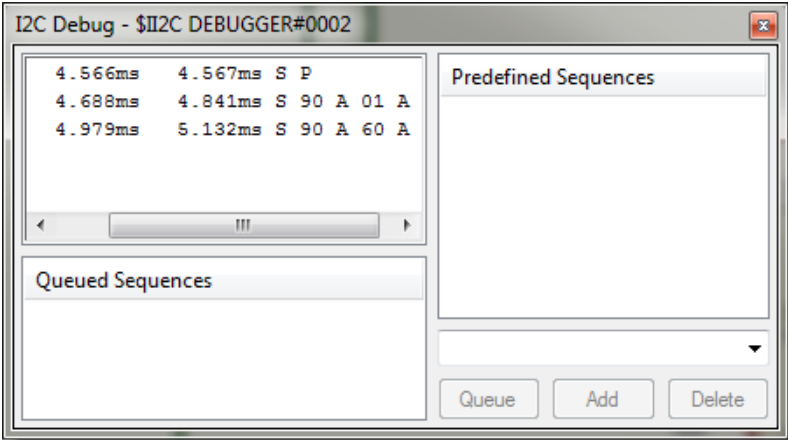 I2C Debug - $II2C DEBUGGER#0002
4.566ms 4.567ms S P
4.688ms 4.841ms S 90 A 01 A
4.979ms 5.132ms S 90 A 60 A
Queued Sequences
Predefined Sequences
Queue Add Delete